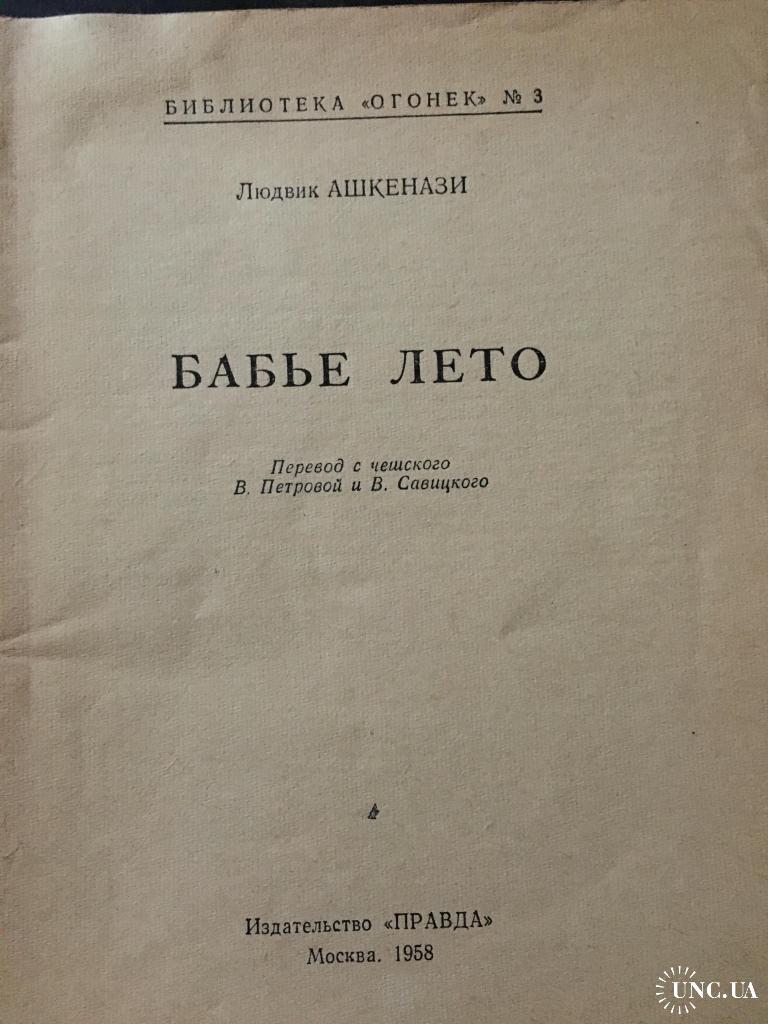 БИБЛИОТЕКА «ОГОНЕК» № 3
Людвик АШКЕНАЗИ
БАБЬЕ ЛЕТО
Перевод с чешского
В. Петровой и В. Савицкого
Издательство «ПРАВДА»
Москва. 1958
UNC.UA